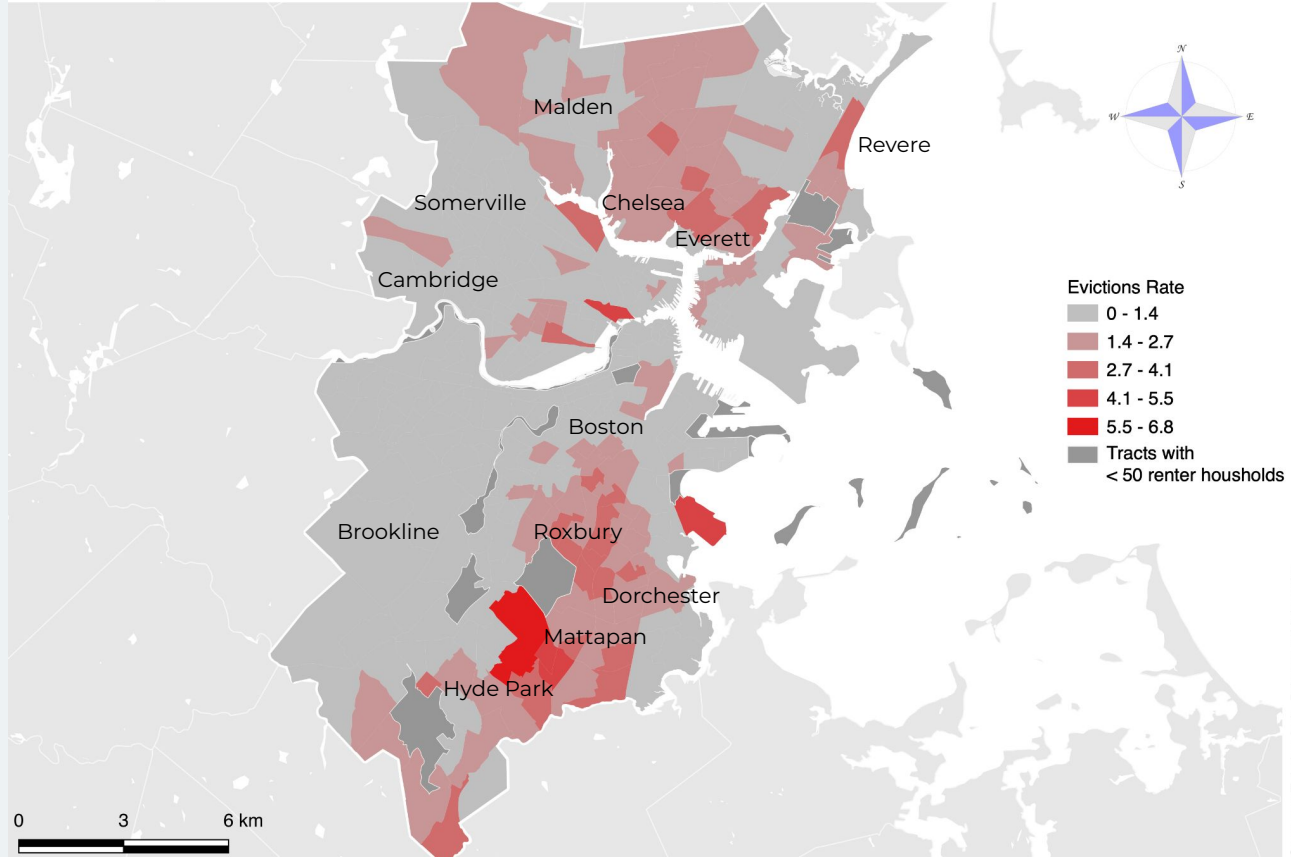 Malden
Revere
Somerville
Chelsea
Everett
Cambridge
Boston
Brookline
Roxbury
Dorchester
Mattapan
Hyde Park
N
W
E
S
Evictions Rate
0 - 1.4
1.4 - 2.7
2.7 - 4.1
4.1 - 5.5
5.5 - 6.8
Tracts with
< 50 renter housholds
0 3 6 km